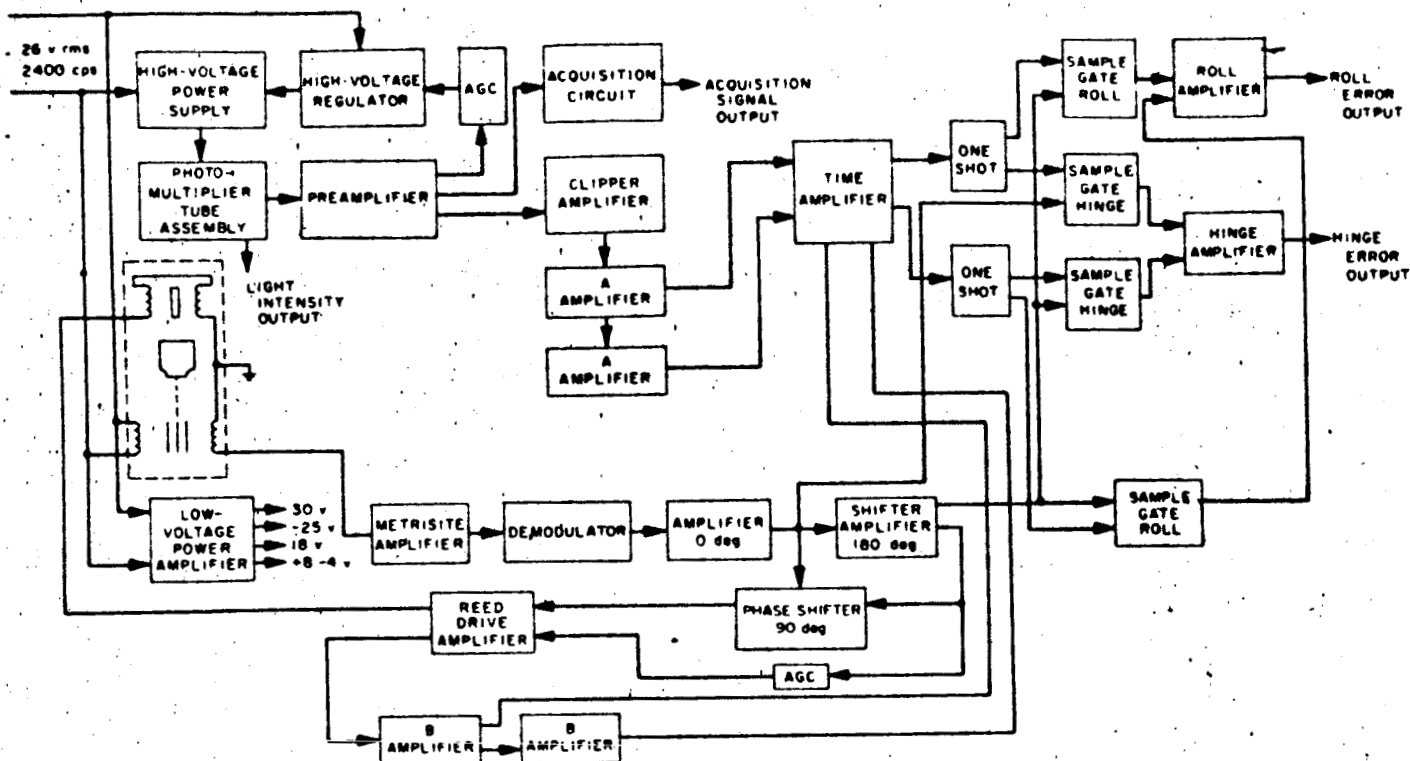 26 v rms
2400 cps
HIGH-VOLTAGE
POWER
SUPPLY
HIGH-VOLTAGE
REGULATOR
AGC
ACQUISITION
CIRCUIT
ACQUISITION
SIGNAL
OUTPUT
PHOTO-
MULTIPLIER
TUBE
ASSEMBLY
PREAMPLIFIER
CLIPPER
AMPLIFIER
LIGHT
INTENSITY
OUTPUT
A
AMPLIFIER
A
AMPLIFIER
TIME
AMPLIFIER
ONE
SHOT
ONE
SHOT
SAMPLE
GATE
ROLL
ROLL
AMPLIFIER
ROLL
ERROR
OUTPUT
SAMPLE
GATE
HINGE
SAMPLE
GATE
HINGE
HINGE
AMPLIFIER
HINGE
ERROR
OUTPUT
LOW-
VOLTAGE
POWER
AMPLIFIER
30 v
-25 v
18 v
+8 -4 v
METRISITE
AMPLIFIER
DEMODULATOR
AMPLIFIER
0 deg
SHIFTER
AMPLIFIER
180 deg
SAMPLE
GATE
ROLL
REED
DRIVE
AMPLIFIER
PHASE SHIFTER
90 deg
AGC
B
AMPLIFIER
B
AMPLIFIER